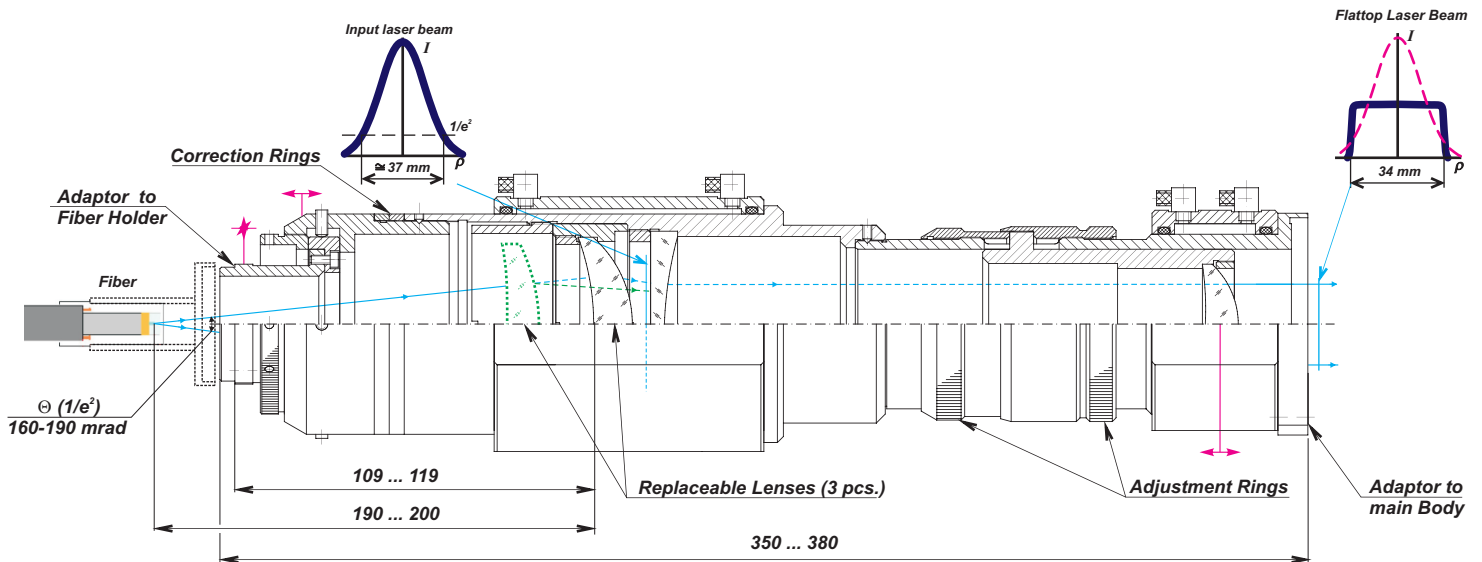 Input laser beam
I
1/e²
≅ 37 mm
ρ
Flattop Laser Beam
I
34 mm
ρ
Correction Rings
Adaptor to
Fiber Holder
Fiber
Θ (1/e²)
160-190 mrad
109 ... 119
190 ... 200
350 ... 380
Replaceable Lenses (3 pcs.)
Adjustment Rings
Adaptor to
main Body